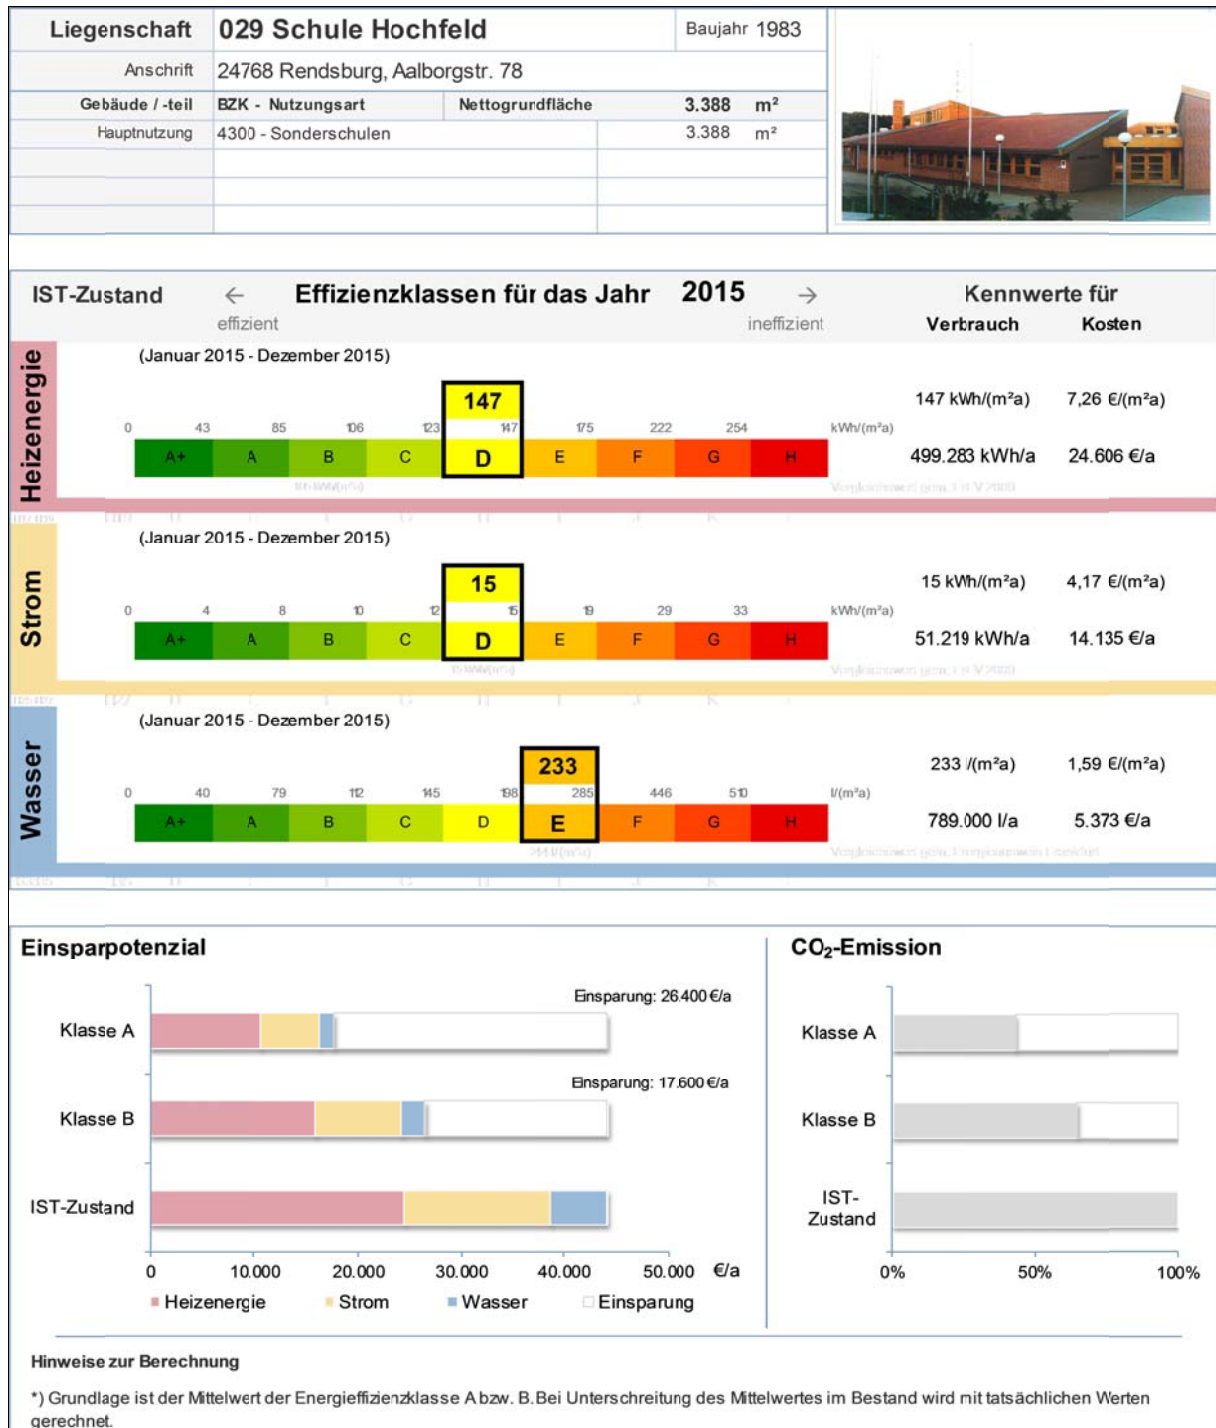 Liegenschaft 029 Schule Hochfeld Baujahr 1983
Anschrift 24768 Rendsburg, Aalborgstr. 78
Gebäude / -teil BZK - Nutzungsart Nettogrundfläche 3.388 m²
Hauptnutzung 4300 - Sonderschulen 3.388 m²
IST-Zustand ← Effizienzklassen für das Jahr 2015 → Kennwerte für
effizient ineffizient Verbrauch Kosten
Heizenergie
(Januar 2015 - Dezember 2015)
147 147 kWh/(m²a) 7,26 €/(m²a)
0 43 85 106 123 147 175 222 254 kWh/(m²a)
A+ A B C D E F G H 499.283 kWh/a 24.606 €/a
Strom
(Januar 2015 - Dezember 2015)
15 15 kWh/(m²a) 4,17 €/(m²a)
0 4 8 10 12 15 19 29 33 kWh/(m²a)
A+ A B C D E F G H 51.219 kWh/a 14.135 €/a
Wasser
(Januar 2015 - Dezember 2015)
233 233 l/(m²a) 1,59 €/(m²a)
0 40 79 112 145 198 285 446 510 l/(m²a)
A+ A B C D E F G H 789.000 l/a 5.373 €/a
Einsparpotenzial
Einsparung: 26.400 €/a
Klasse A
Einsparung: 17.600 €/a
Klasse B
IST-Zustand
0 10.000 20.000 30.000 40.000 50.000 €/a
Heizenergie Strom Wasser Einsparung
CO₂-Emission
Klasse A
Klasse B
IST-
Zustand
0% 50% 100%
Hinweise zur Berechnung
*) Grundlage ist der Mittelwert der Energieffizienzklasse A bzw. B. Bei Unterschreitung des Mittelwertes im Bestand wird mit tatsächlichen Werten
gerechnet.